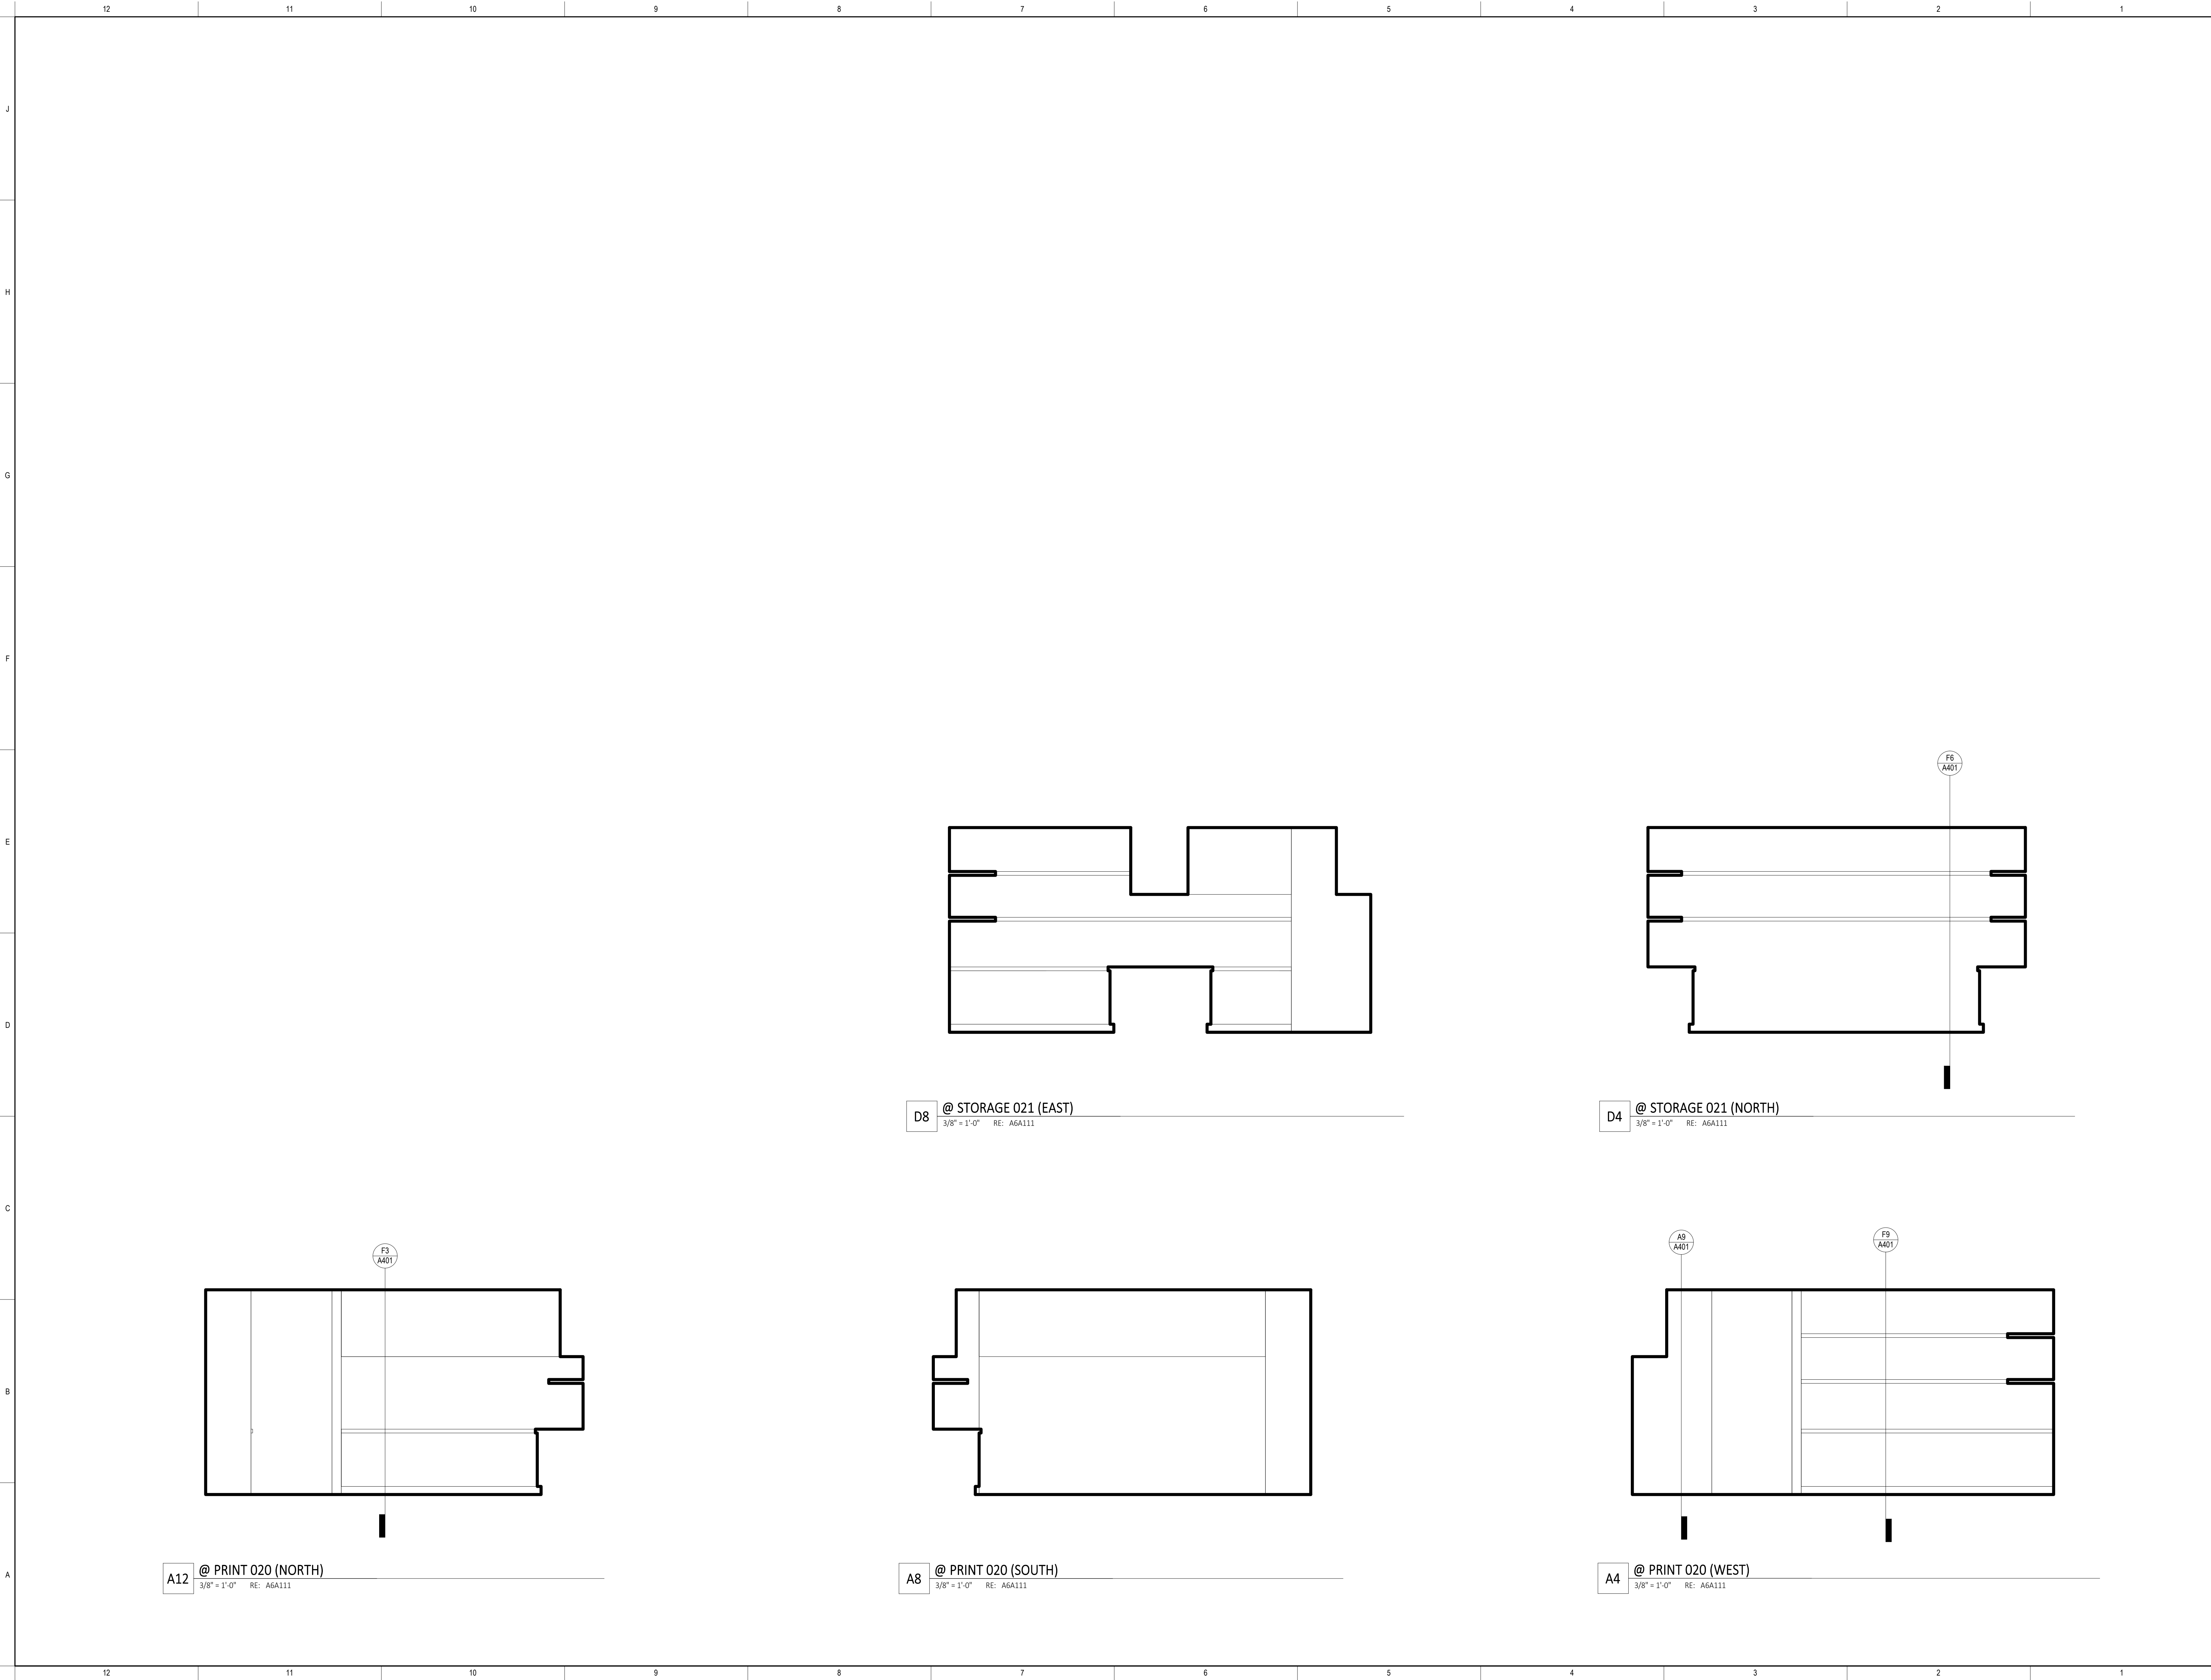 12 11 10 9 8 7 6 5 4 3 2 1
J
H
G
F
F6
A401
E
D
D8 @ STORAGE 021 (EAST)
3/8" = 1'-0" RE: A6A111
D4 @ STORAGE 021 (NORTH)
3/8" = 1'-0" RE: A6A111
C
F3
A401
A9
A401
F9
A401
B
A
A12 @ PRINT 020 (NORTH)
3/8" = 1'-0" RE: A6A111
A8 @ PRINT 020 (SOUTH)
3/8" = 1'-0" RE: A6A111
A4 @ PRINT 020 (WEST)
3/8" = 1'-0" RE: A6A111
12 11 10 9 8 7 6 5 4 3 2 1